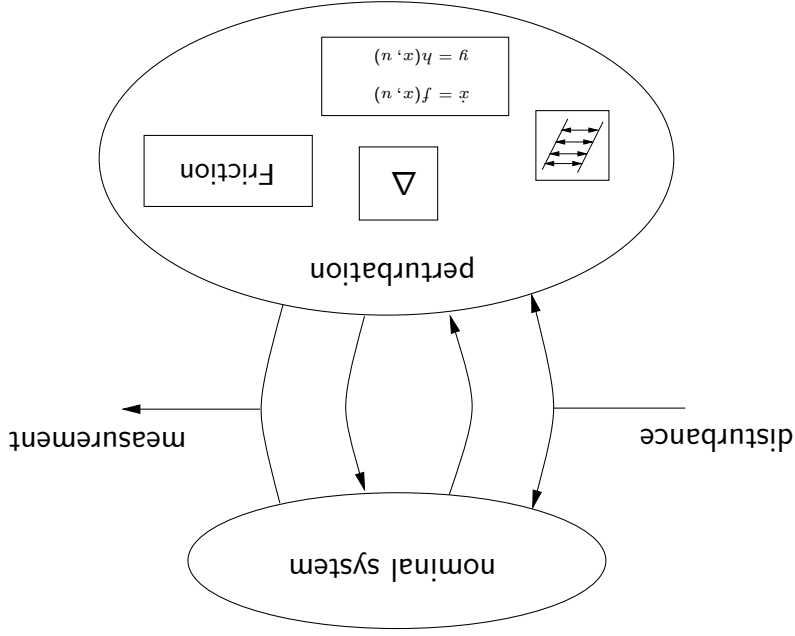 nominal system
disturbance
measurement
perturbation
Δ
Friction
ẋ = f(x, u)
y = h(x, u)